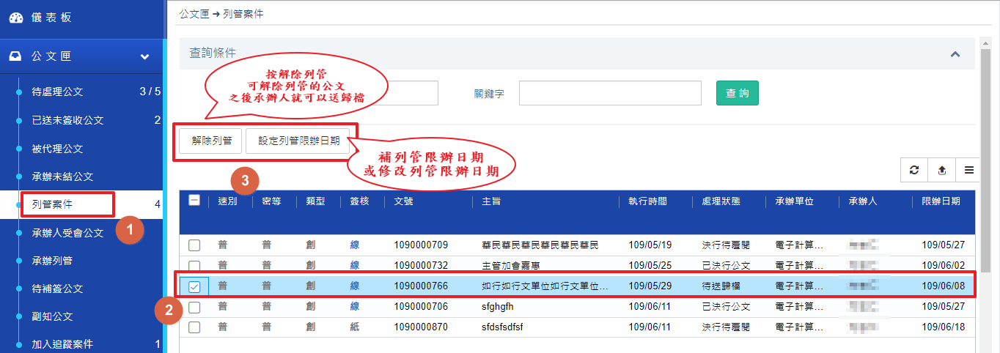 儀表板
公文匣
待處理公文 3 / 5
已送未簽收公文 2
被代理公文
承辦未結公文
列管案件 4
1
承辦人受會公文
承辦列管
待補簽公文
2
副知公文
加入追蹤案件 1
公文匣 ➔ 列管案件
查詢條件
按解除列管
可解除列管的公文
之後承辦人就可以送歸檔
關鍵字
查 詢
解除列管
設定列管限辦日期
補列管限辦日期
或修改列管限辦日期
3
速別 密等 類型 簽核 文號 主旨 執行時間 處理狀態 承辦單位 承辦人 限辦日期
普 普 創 線 1090000709 華民華民華民華民華民華民 109/05/19 決行待覆閱 電子計算... 109/05/27
普 普 創 線 1090000732 主管加會嘉惠 109/05/25 已決行公文 電子計算... 109/06/02
普 普 創 線 1090000766 如行如行文單位如行文單位... 109/05/29 待送歸檔 電子計算... 109/06/08
普 普 創 線 1090000706 sfghgfh 109/06/11 已決行公文 電子計算... 109/05/27
普 普 創 紙 1090000870 sfdsfsdfsf 109/06/11 決行待覆閱 電子計算... 109/06/18